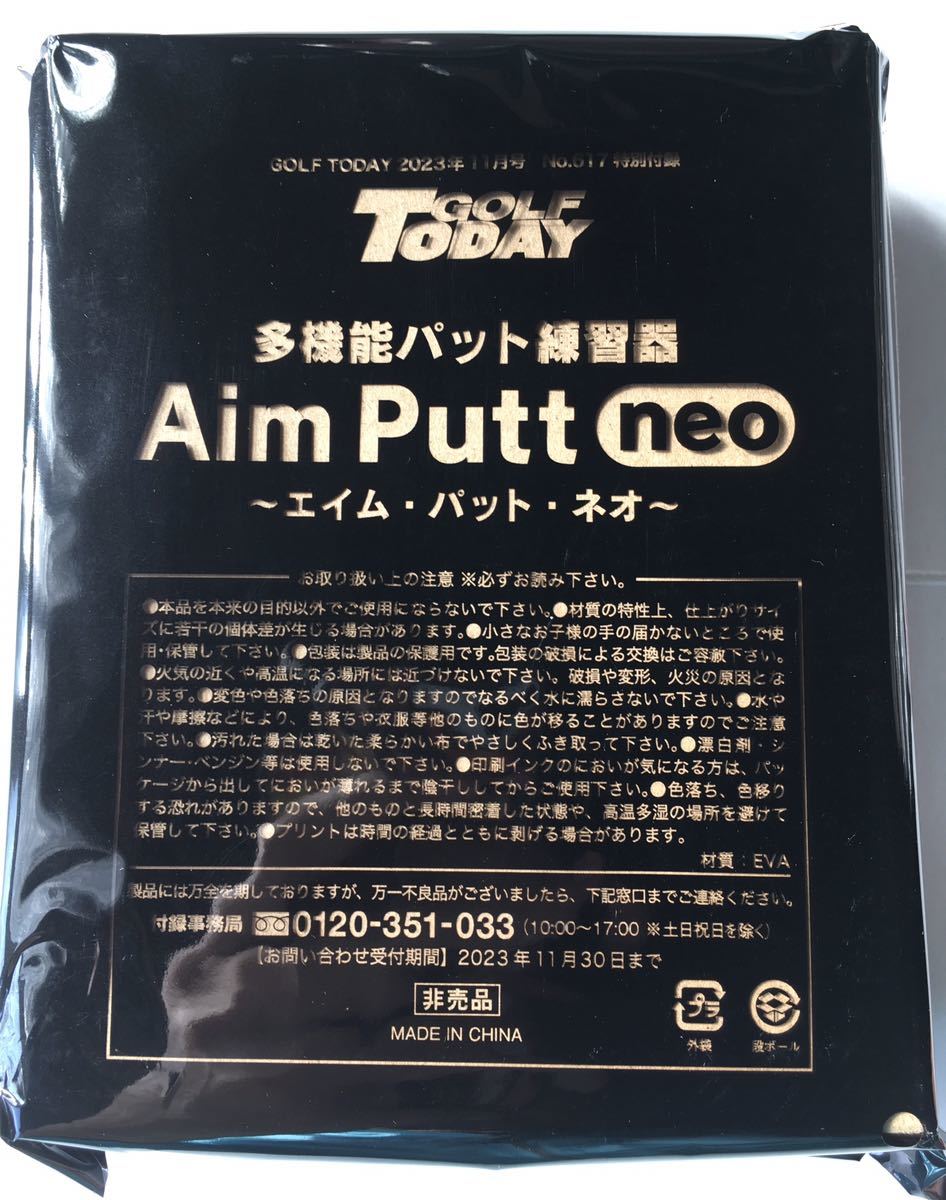 GOLF TODAY 2023年 11月号 No.617 特別付録
GOLF
TODAY
多機能パット練習器
Aim Putt neo
〜エイム・パット・ネオ〜
お取り扱い上の注意 ※必ずお読み下さい。
●本品を本来の目的以外でご使用にならないで下さい。●材質の特性上、仕上がりサイ
ズに若干の個体差が生じる場合があります。●小さなお子様の手の届かないところで使
用・保管して下さい。●包装は製品の保護用です。包装の破損による交換はご容赦下さい。
●火気の近くや高温になる場所には近づけないで下さい。破損や変形、火災の原因とな
ります。●変色や色落ちの原因となりますのでなるべく水に濡らさないで下さい。●水や
汗や摩擦などにより、色落ちや衣服等他のものに色が移ることがありますのでご注意
下さい。●汚れた場合は乾いた柔らかい布でやさしくふき取って下さい。●漂白剤・シ
ンナー・ベンジン等は使用しないで下さい。●印刷インクのにおいが気になる方は、パッ
ケージから出してにおいが薄れるまで陰干ししてからご使用下さい。●色落ち、色移り
する恐れがありますので、他のものと長時間密着した状態や、高温多湿の場所を避けて
保管して下さい。●プリントは時間の経過とともに剥げる場合があります。
材質：EVA
製品には万全を期しておりますが、万一不良品がございましたら、下記窓口までご連絡ください。
付録事務局 0120-351-033 (10:00〜17:00 ※土日祝日を除く)
【お問い合わせ受付期間】2023年11月30日まで
非売品
MADE IN CHINA
プラ
外袋
段ボール